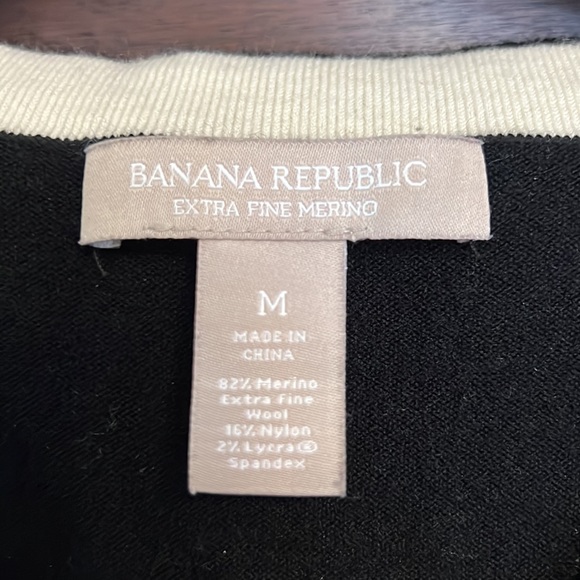 BANANA REPUBLIC
EXTRA FINE MERINO
M
MADE IN
CHINA
82% Merino
Extra Fine
Wool
16% Nylon
2% Lycra®
Spandex